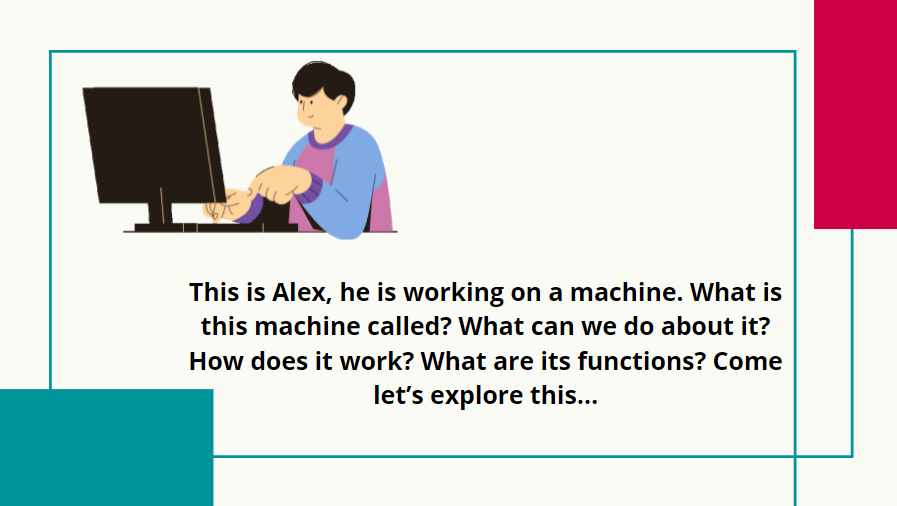 This is Alex, he is working on a machine. What is
this machine called? What can we do about it?
How does it work? What are its functions? Come
let’s explore this...